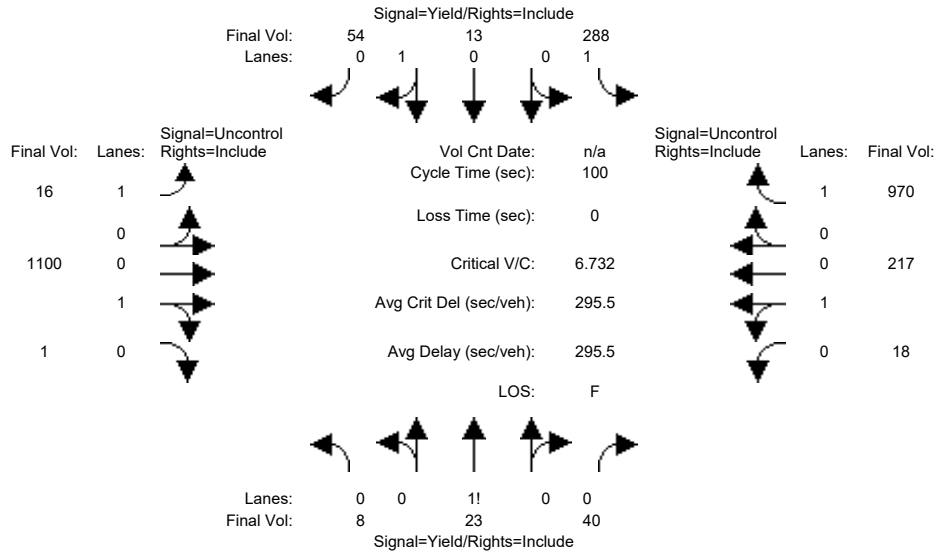 Signal=Yield/Rights=Include
Final Vol: 54 13 288
Lanes: 0 1 0 0 1
Signal=Uncontrol
Final Vol: Lanes: Rights=Include
Vol Cnt Date: n/a
Signal=Uncontrol
Rights=Include Lanes: Final Vol:
Cycle Time (sec): 100
16 1
1 970
Loss Time (sec): 0
0
0
1100 0
Critical V/C: 6.732
0 217
1
Avg Crit Del (sec/veh): 295.5
1
1 0
Avg Delay (sec/veh): 295.5
0 18
LOS: F
Lanes: 0 0 1! 0 0
Final Vol: 8 23 40
Signal=Yield/Rights=Include